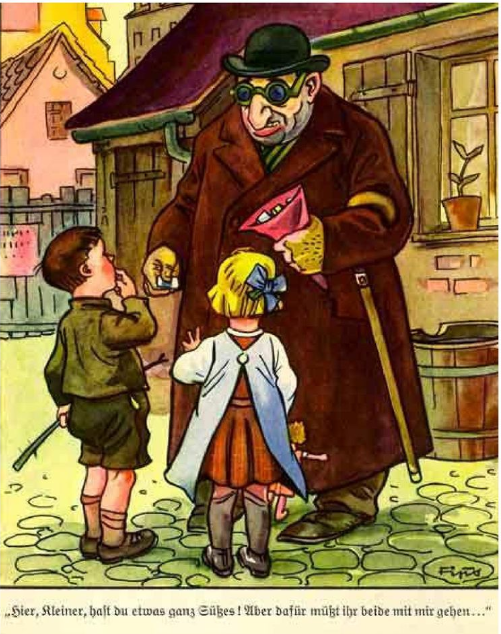 Fips
„Hier, Kleiner, hast du etwas ganz Süßes! Aber dafür müßt ihr beide mit mir gehen...“